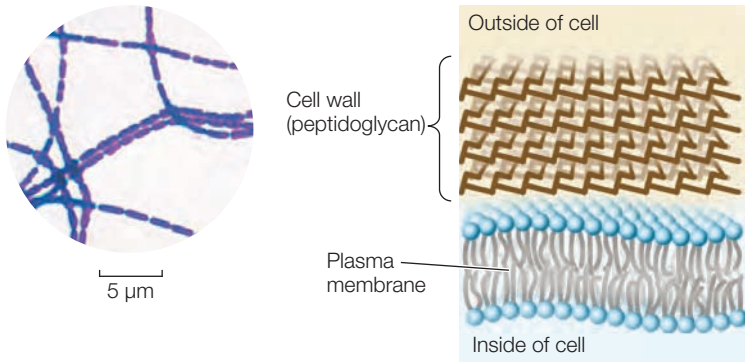 Outside of cell
Cell wall
(peptidoglycan)
Plasma
membrane
5 µm
Inside of cell